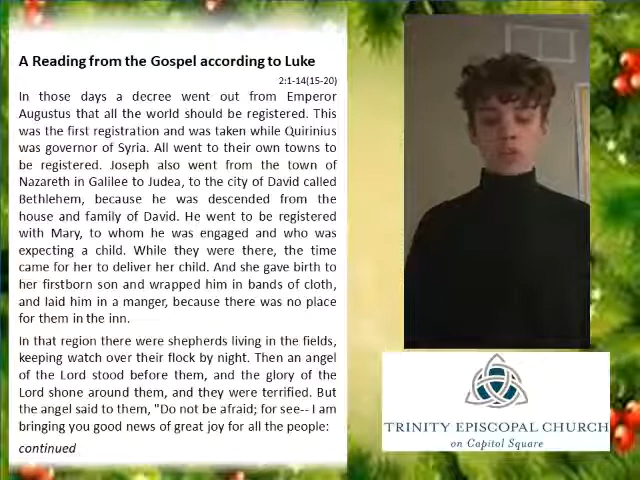 A Reading from the Gospel according to Luke
2:1-14(15-20)
In those days a decree went out from Emperor
Augustus that all the world should be registered. This
was the first registration and was taken while Quirinius
was governor of Syria. All went to their own towns to
be registered. Joseph also went from the town of
Nazareth in Galilee to Judea, to the city of David called
Bethlehem, because he was descended from the
house and family of David. He went to be registered
with Mary, to whom he was engaged and who was
expecting a child. While they were there, the time
came for her to deliver her child. And she gave birth to
her firstborn son and wrapped him in bands of cloth,
and laid him in a manger, because there was no place
for them in the inn.
In that region there were shepherds living in the fields,
keeping watch over their flock by night. Then an angel
of the Lord stood before them, and the glory of the
Lord shone around them, and they were terrified. But
the angel said to them, "Do not be afraid; for see-- I am
bringing you good news of great joy for all the people:
continued
TRINITY EPISCOPAL CHURCH
on Capitol Square